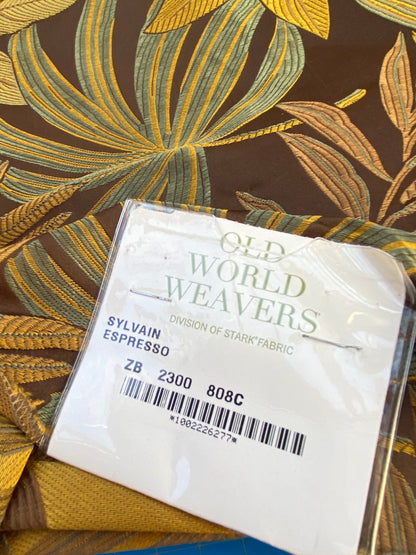 OLD
WORLD
WEAVERS
DIVISION OF STARK® FABRIC
SYLVAIN
ESPRESSO
ZB 2300 808C
*1002226277*